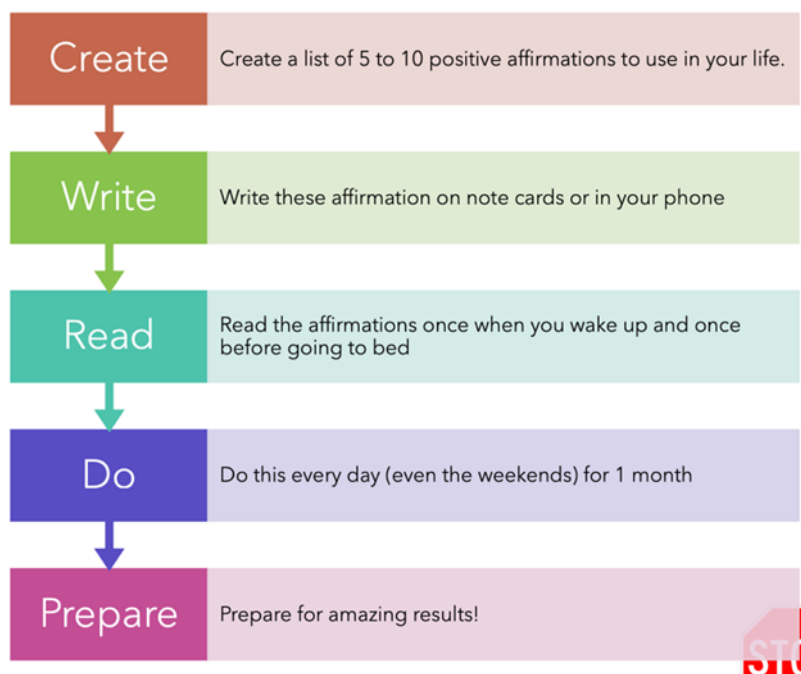 Create
Create a list of 5 to 10 positive affirmations to use in your life.
Write
Write these affirmation on note cards or in your phone
Read
Read the affirmations once when you wake up and once
before going to bed
Do
Do this every day (even the weekends) for 1 month
Prepare
Prepare for amazing results!